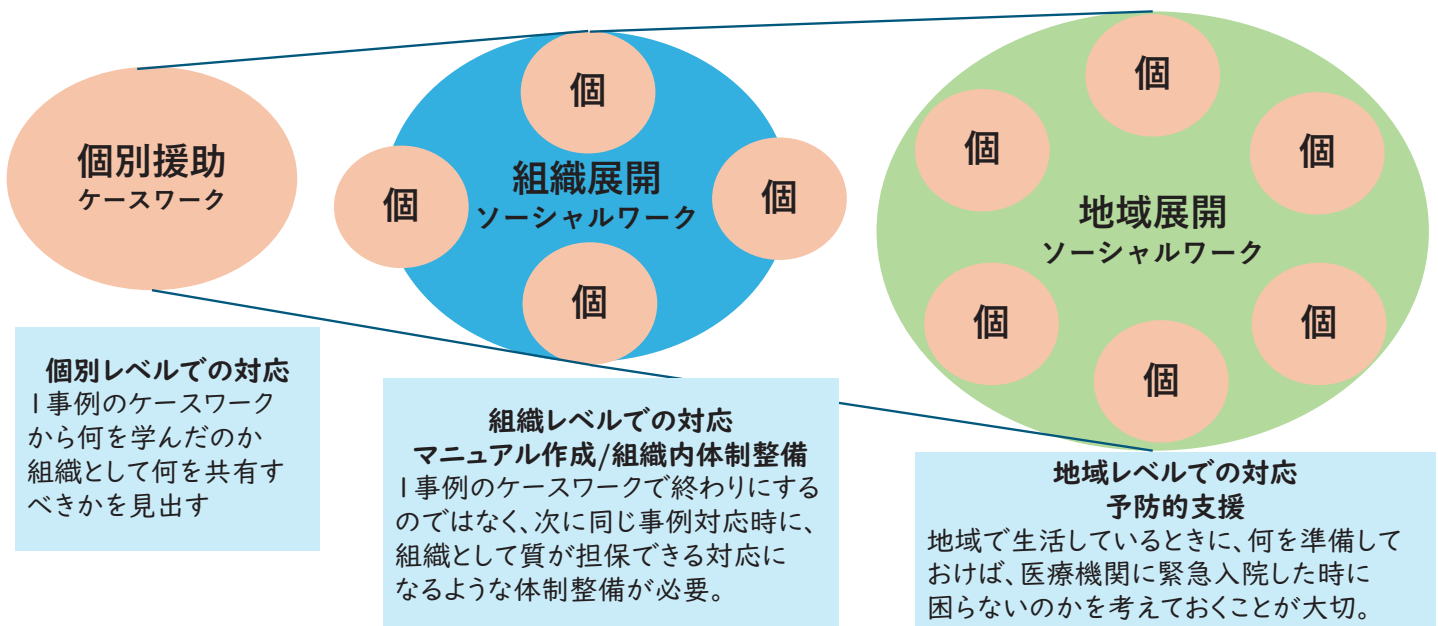 個別援助
ケースワーク
個別レベルでの対応
1事例のケースワーク
から何を学んだのか
組織として何を共有す
べきかを見出す
個
個
組織展開
ソーシャルワーク
個
個
組織レベルでの対応
マニュアル作成/組織内体制整備
1事例のケースワークで終わりにする
のではなく、次に同じ事例対応時に、
組織として質が担保できる対応に
なるような体制整備が必要。
個
個
個
地域展開
ソーシャルワーク
個
個
個
地域レベルでの対応
予防的支援
地域で生活しているときに、何を準備して
おけば、医療機関に緊急入院した時に
困らないのかを考えておくことが大切。